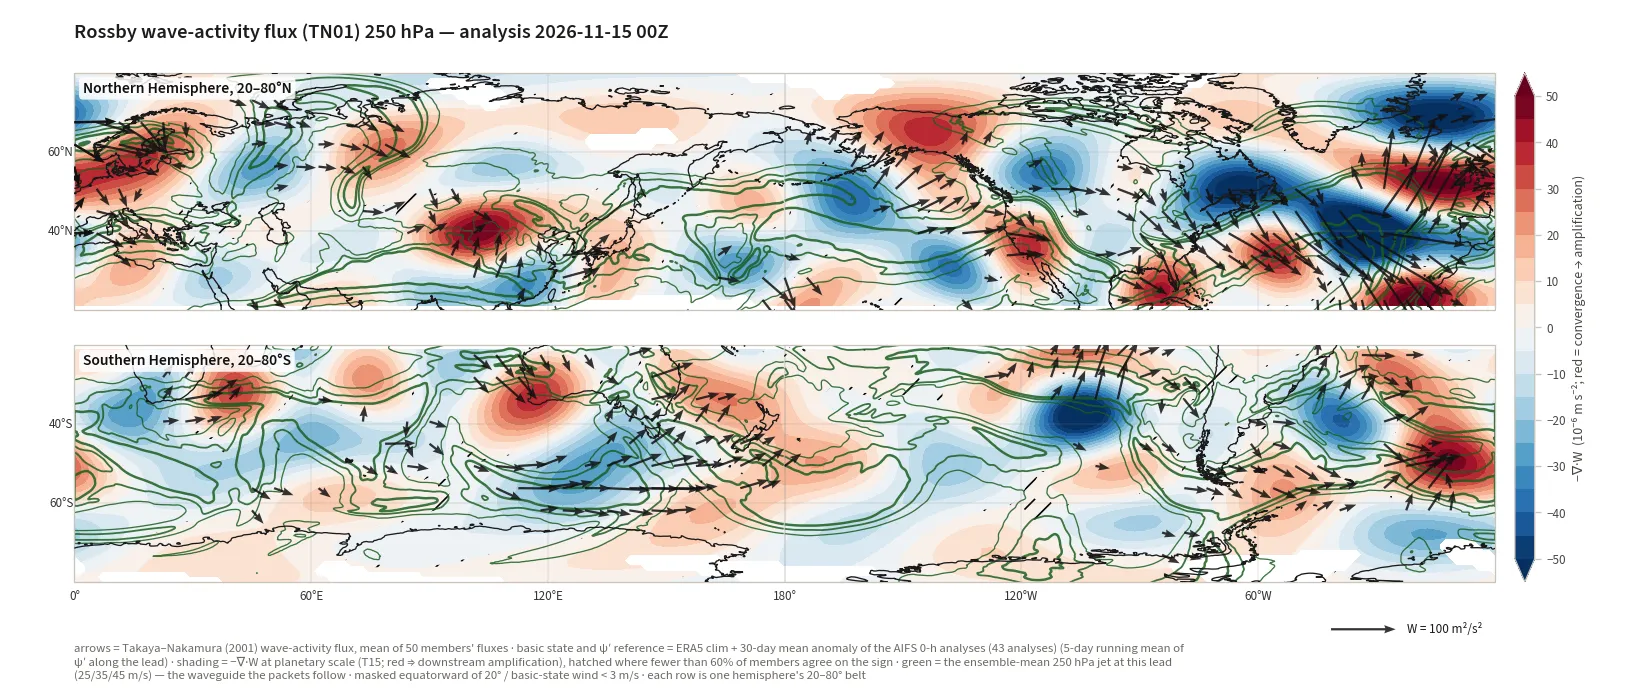 Rossby wave-activity flux (TN01) 250 hPa — analysis 2026-11-15 00Z
Northern Hemisphere, 20–80°N
60°N
40°N
Southern Hemisphere, 20–80°S
40°S
60°S
0°
60°E
120°E
180°
120°W
60°W
50
40
30
20
10
0
−10
−20
−30
−40
−50
−∇·W (10⁻⁶ m s⁻²; red = convergence → amplification)
W = 100 m²/s²
arrows = Takaya–Nakamura (2001) wave-activity flux, mean of 50 members' fluxes · basic state and ψ' reference = ERA5 clim + 30-day mean anomaly of the AIFS 0-h analyses (43 analyses) (5-day running mean of
ψ' along the lead) · shading = −∇·W at planetary scale (T15; red ⇒ downstream amplification), hatched where fewer than 60% of members agree on the sign · green = the ensemble-mean 250 hPa jet at this lead
(25/35/45 m/s) — the waveguide the packets follow · masked equatorward of 20° / basic-state wind < 3 m/s · each row is one hemisphere's 20–80° belt